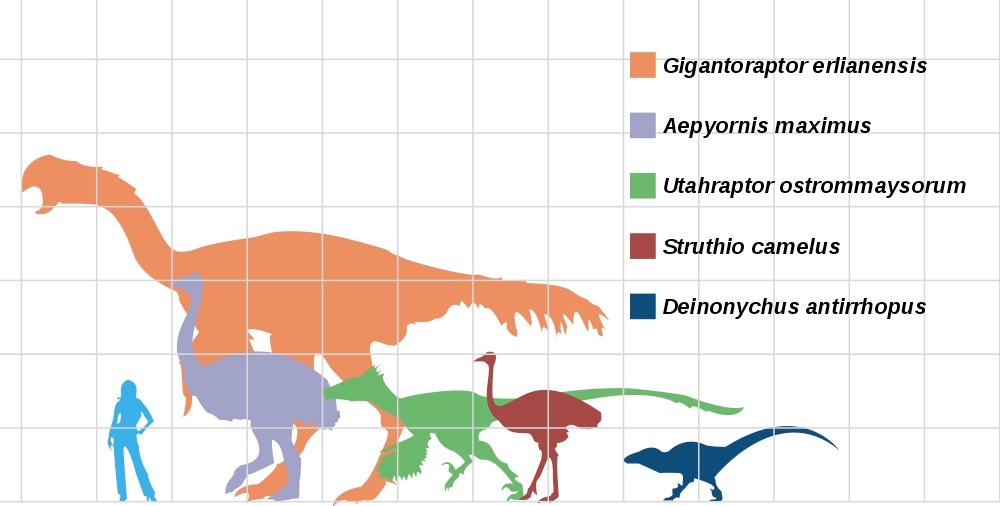 Gigantoraptor erlianensis
Aepyornis maximus
Utahraptor ostrommaysorum
Struthio camelus
Deinonychus antirrhopus